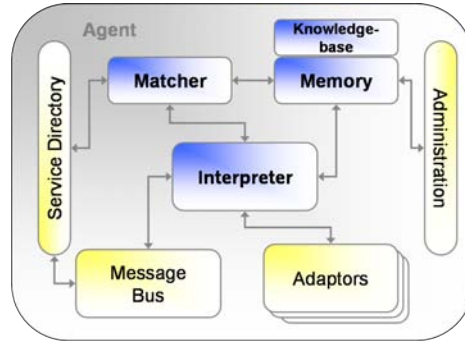 Agent
Knowledge-
base
Matcher
Memory
Service Directory
Administration
Interpreter
Message
Bus
Adaptors